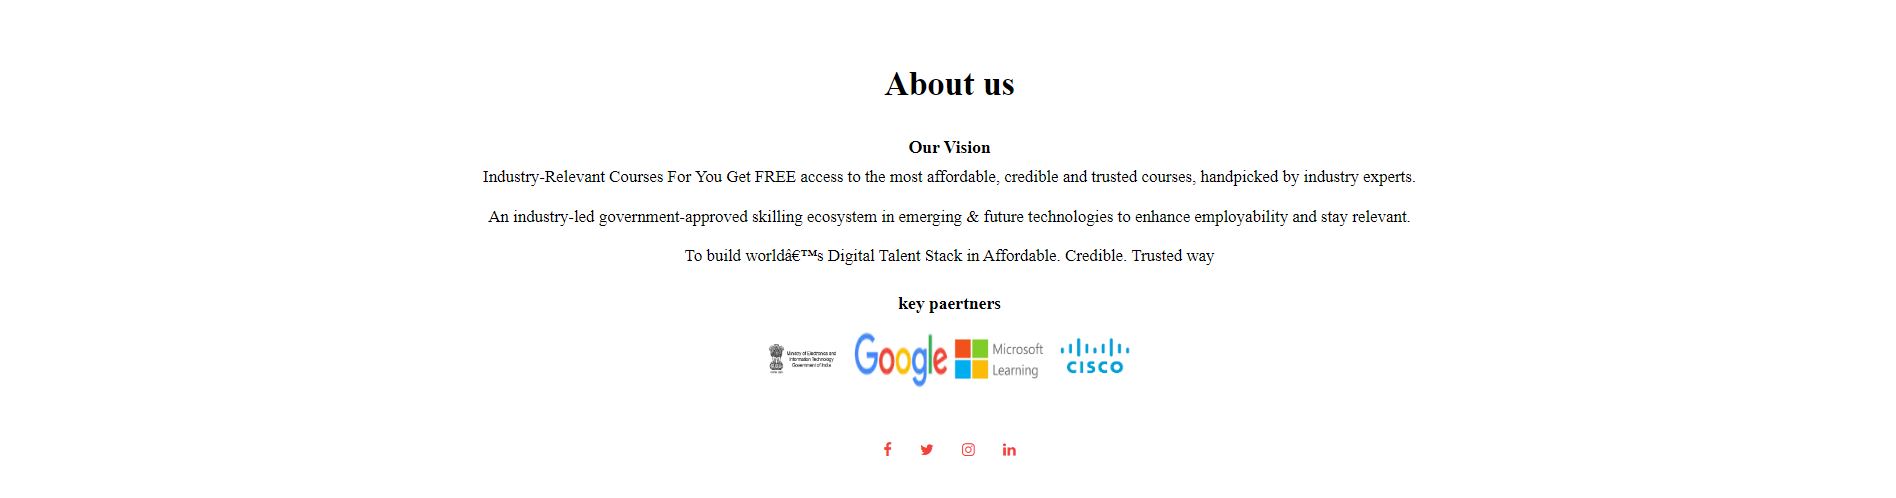 About us
Our Vision
Industry-Relevant Courses For You Get FREE access to the most affordable, credible and trusted courses, handpicked by industry experts.
An industry-led government-approved skilling ecosystem in emerging & future technologies to enhance employability and stay relevant.
To build worldâ€™s Digital Talent Stack in Affordable. Credible. Trusted way
key paertners
Ministry of Electronics and
Information Technology
Government of India
Google
Microsoft
Learning
CISCO